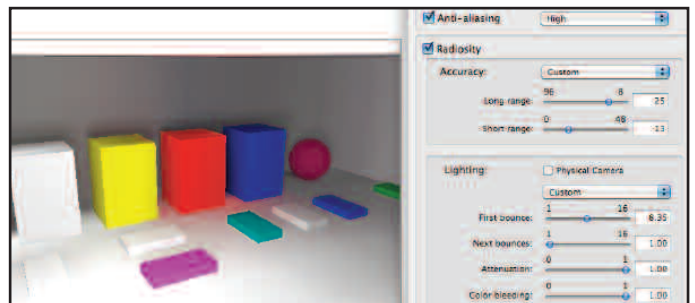 Anti-aliasing High
Radiosity
Accuracy: Custom
96 8
Long range: 25
0 48
Short range: 13
Lighting: Physical Camera
Custom
1 16
First bounce: 8.35
1 16
Next bounces: 1.00
0 1
Attenuation: 1.00
0 1
Color bleeding: 1.00